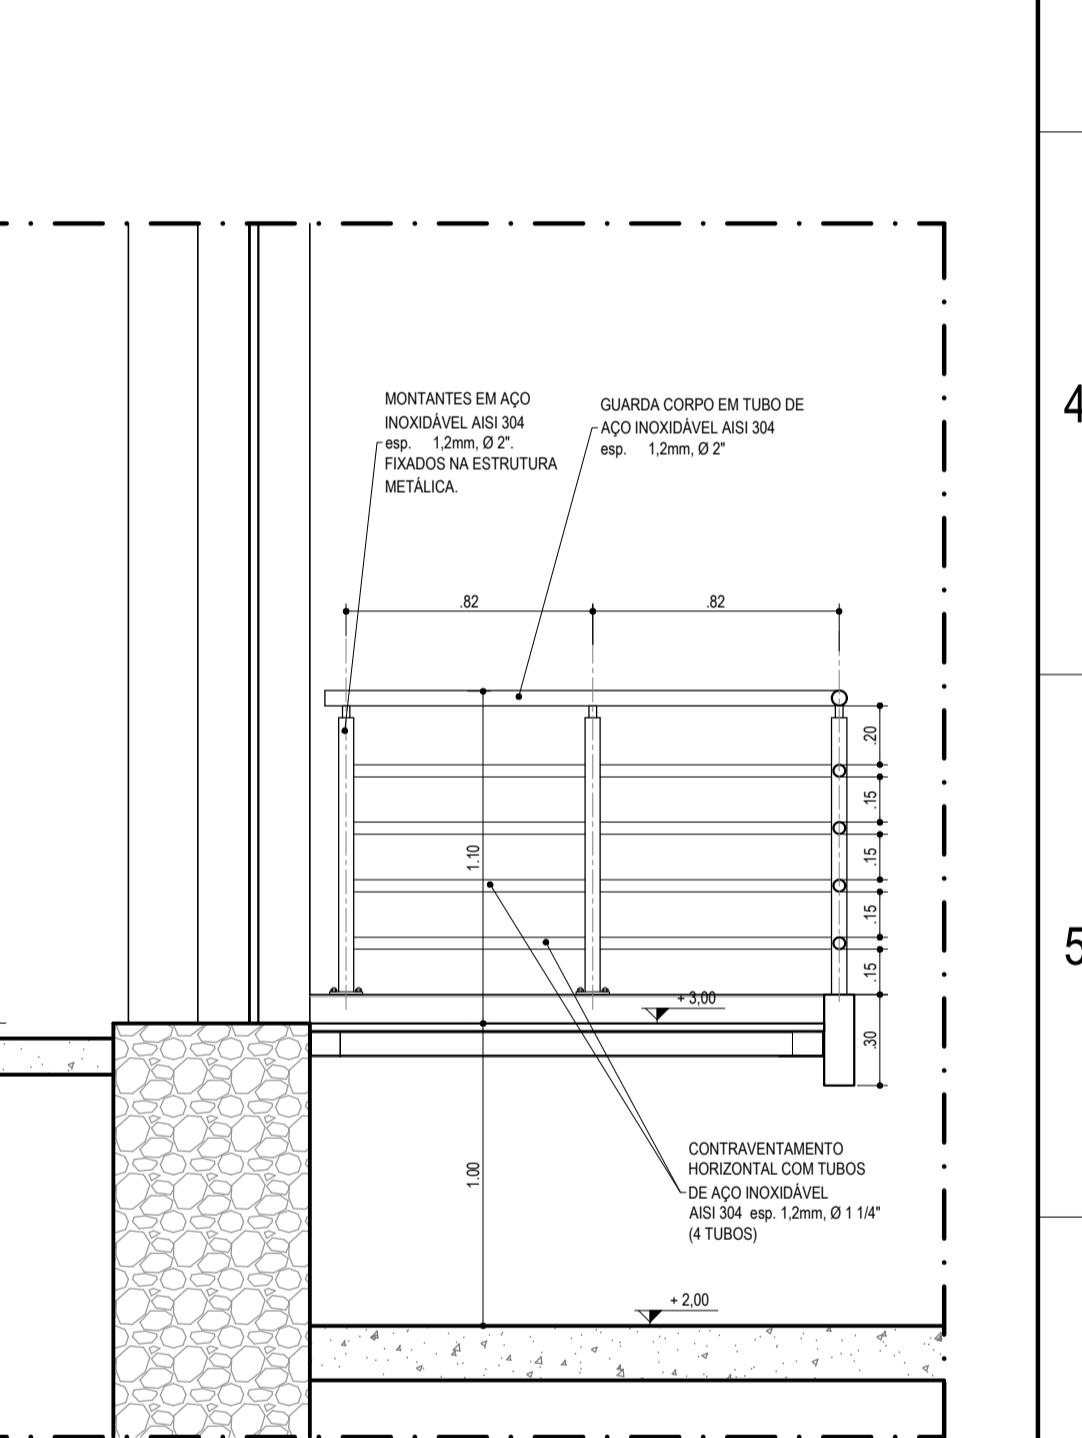 4
MONTANTES EM AÇO
INOXIDÁVEL AISI 304
esp. 1,2mm, Ø 2".
FIXADOS NA ESTRUTURA
METÁLICA.
GUARDA CORPO EM TUBO DE
AÇO INOXIDÁVEL AISI 304
esp. 1,2mm, Ø 2"
.82
.82
.20
.15
.15
.15
.15
.30
1.10
5
+ 3,00
CONTRAVENTAMENTO
HORIZONTAL COM TUBOS
DE AÇO INOXIDÁVEL
AISI 304 esp. 1,2mm, Ø 1 1/4"
(4 TUBOS)
1.00
+ 2,00